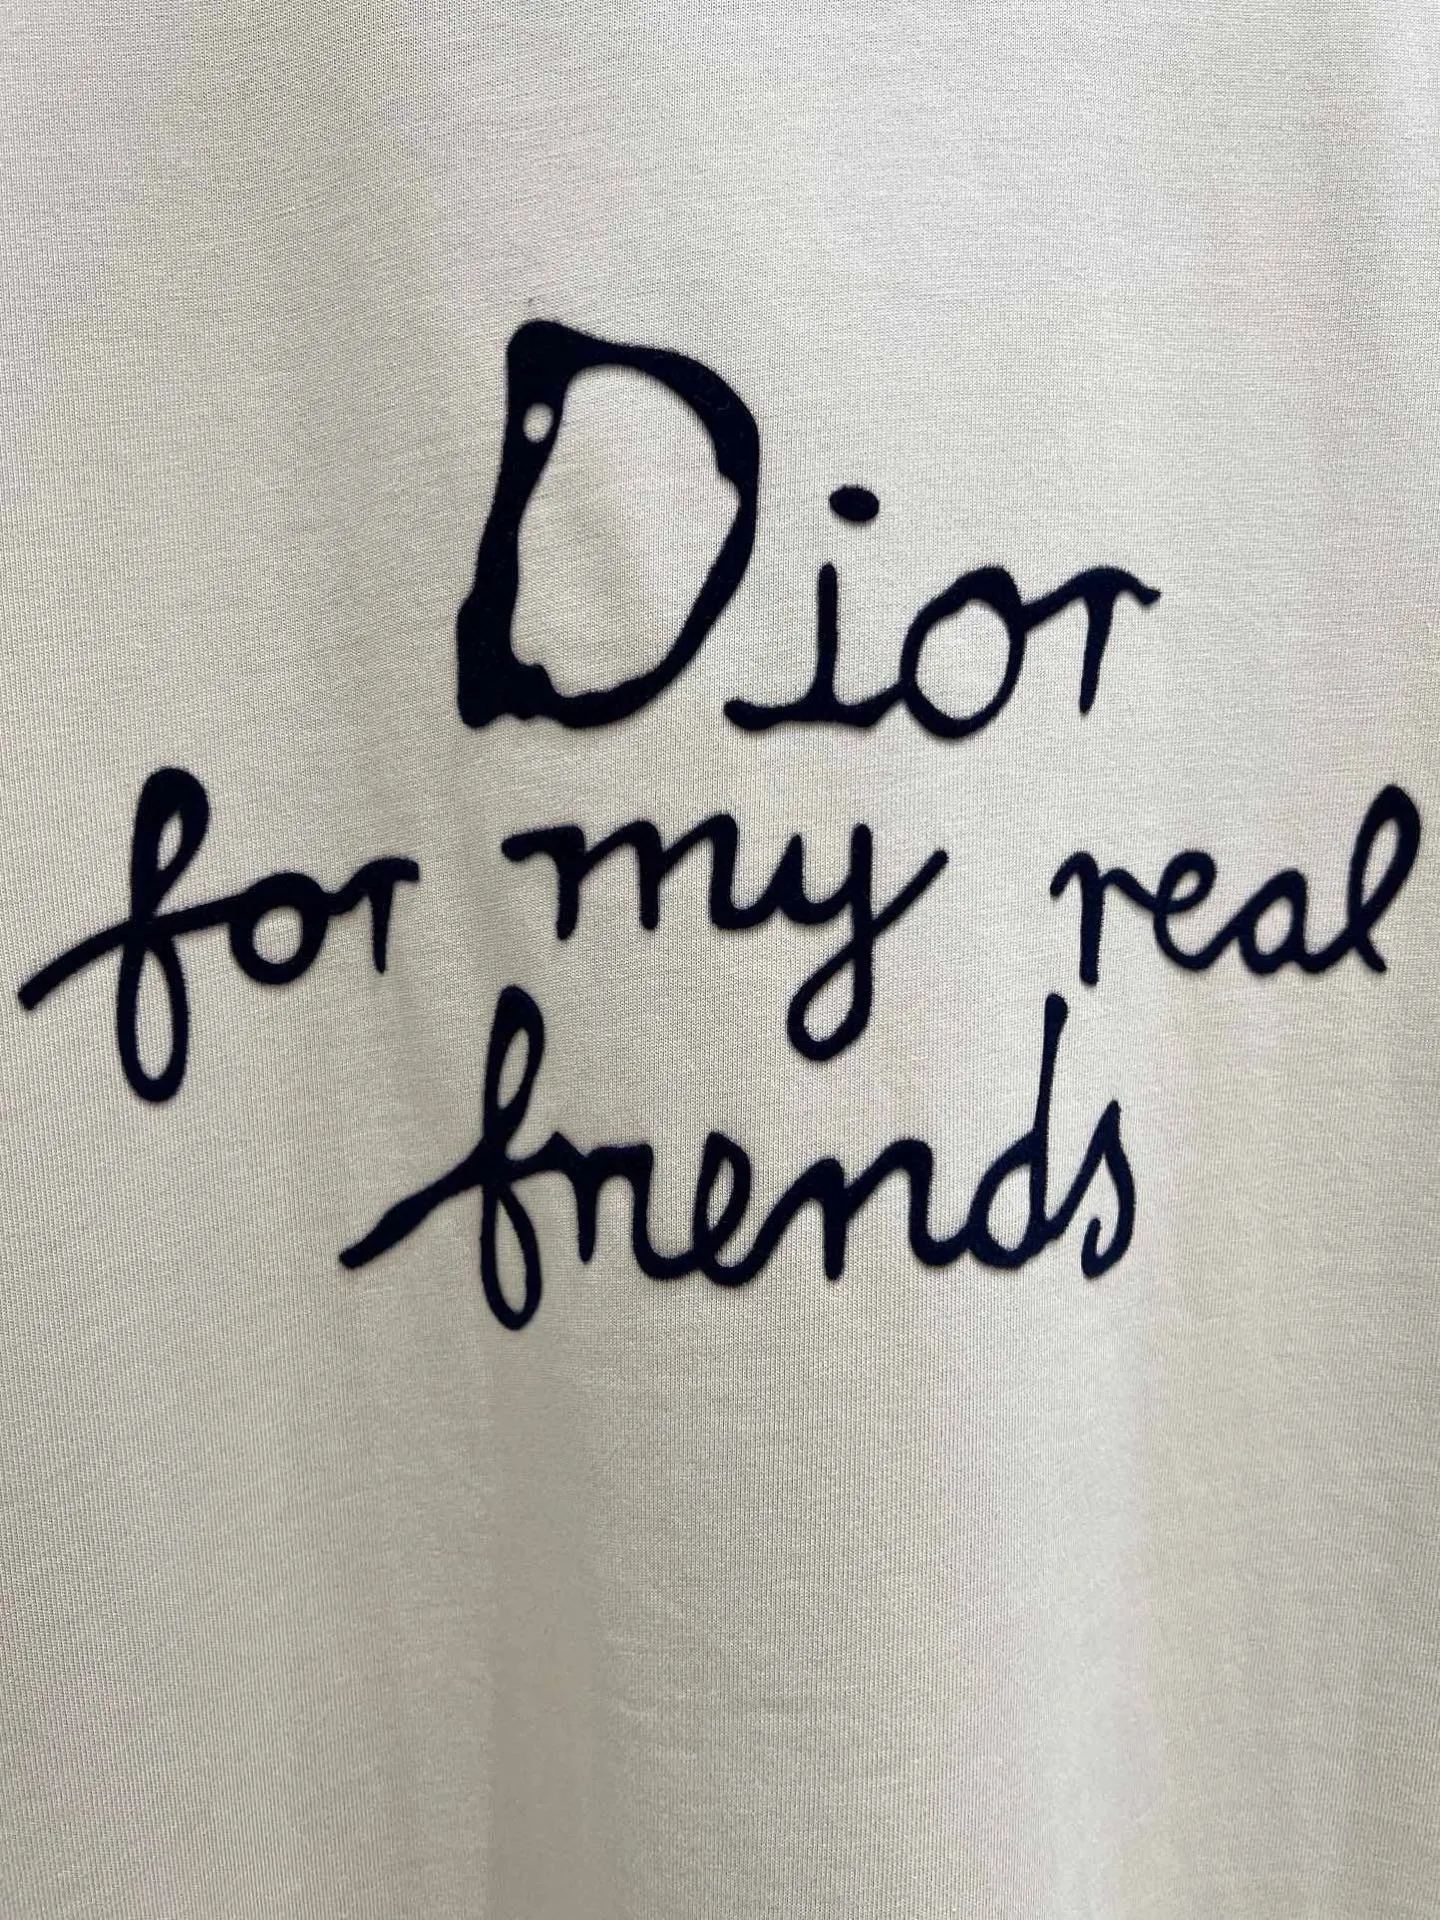 Dior
for my real
friends